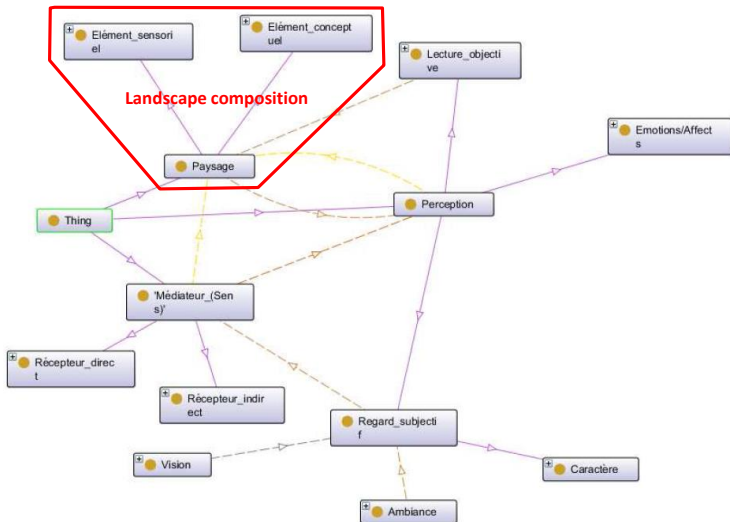 Elément_sensori
el
Elément_concept
uel
Lecture_objecti
ve
Landscape composition
Emotions/Affect
s
Paysage
Perception
Thing
'Médiateur_(Sen
s)'
Récepteur_direc
t
Récepteur_indir
ect
Regard_subjecti
f
Vision
Caractère
Ambiance